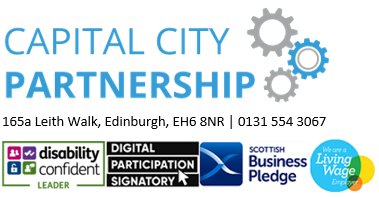 CAPITAL CITY
PARTNERSHIP
165a Leith Walk, Edinburgh, EH6 8NR | 0131 554 3067
disability
confident
LEADER
DIGITAL
PARTICIPATION
SIGNATORY
SCOTTISH
Business
Pledge
We are a
Living
Wage
Employer